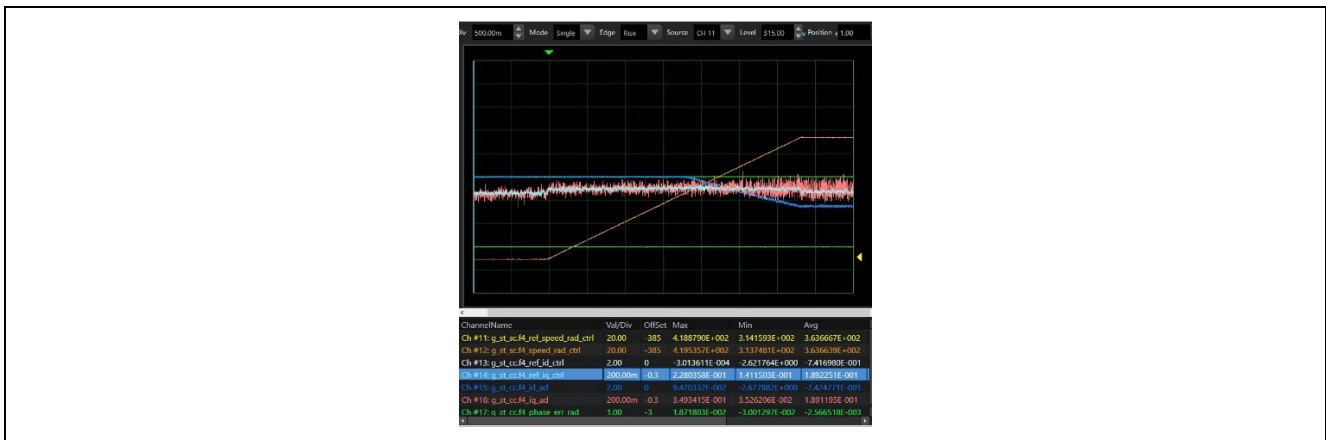 Div 500.00m Mode Single Edge Rise Source CH 11 Level 315.00 Position 1.00
ChannelName Val/Div OffSet Max Min Avg
Ch #11: g_st_sc.f4_ref_speed_rad_ctrl 20.00 -385 4.188790E+002 3.141593E+002 3.636667E+002
Ch #12: g_st_sc.f4_speed_rad_ctrl 20.00 -385 4.195357E+002 3.137481E+002 3.636639E+002
Ch #13: g_st_cc.f4_ref_id_ctrl 2.00 0 -3.013611E-004 -2.621764E+000 -7.416980E-001
Ch #14: g_st_cc.f4_ref_iq_ctrl 200.00m -0.3 2.280358E-001 1.411503E-001 1.892251E-001
Ch #15: g_st_cc.f4_id_ad 2.00 0 9.470332E-002 -2.677882E+000 -7.424771E-001
Ch #16: g_st_cc.f4_iq_ad 200.00m -0.3 3.493415E-001 3.526206E-002 1.891195E-001
Ch #17: g_st_cc.f4_phase_err_rad 1.00 -3 1.871803E-002 -3.001297E-002 -2.566518E-003